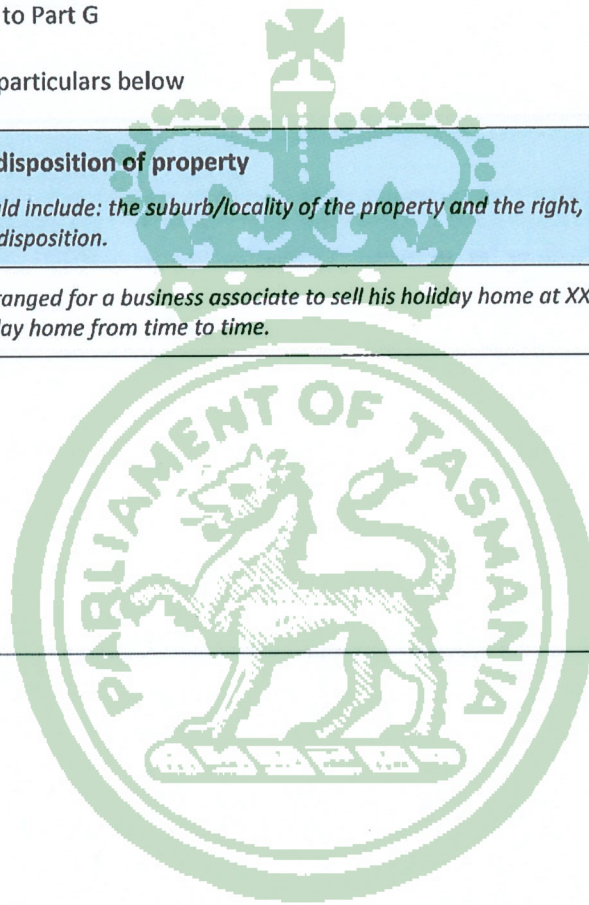 to Part G
particulars below
disposition of property
ld include: the suburb/locality of the property and the right,
disposition.
ranged for a business associate to sell his holiday home at XX
ay home from time to time.
PARLIAMENT OF TASMANIA